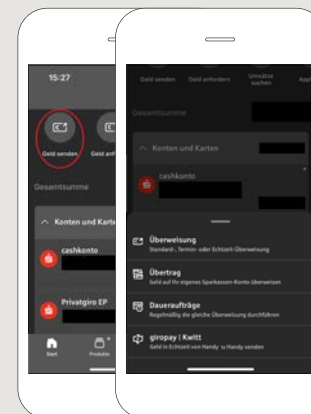 15:27
Geld senden
Geld anf
Gesamtsumme
Konten und Karte
cashkonto
Privatgiro EP
Start
Produkte
Geld senden
Geld anfordern
Umsätze suchen
Appl
Gesamtsumme
Konten und Karten
cashkonto
Überweisung
Standard-, Termin- oder Echtzeit-Überweisung
Übertrag
Geld auf Ihr eigenes Sparkassen-Konto überweisen
Daueraufträge
Regelmäßig die gleiche Überweisung durchführen
giropay | Kwitt
Geld in Echtzeit von Handy zu Handy senden